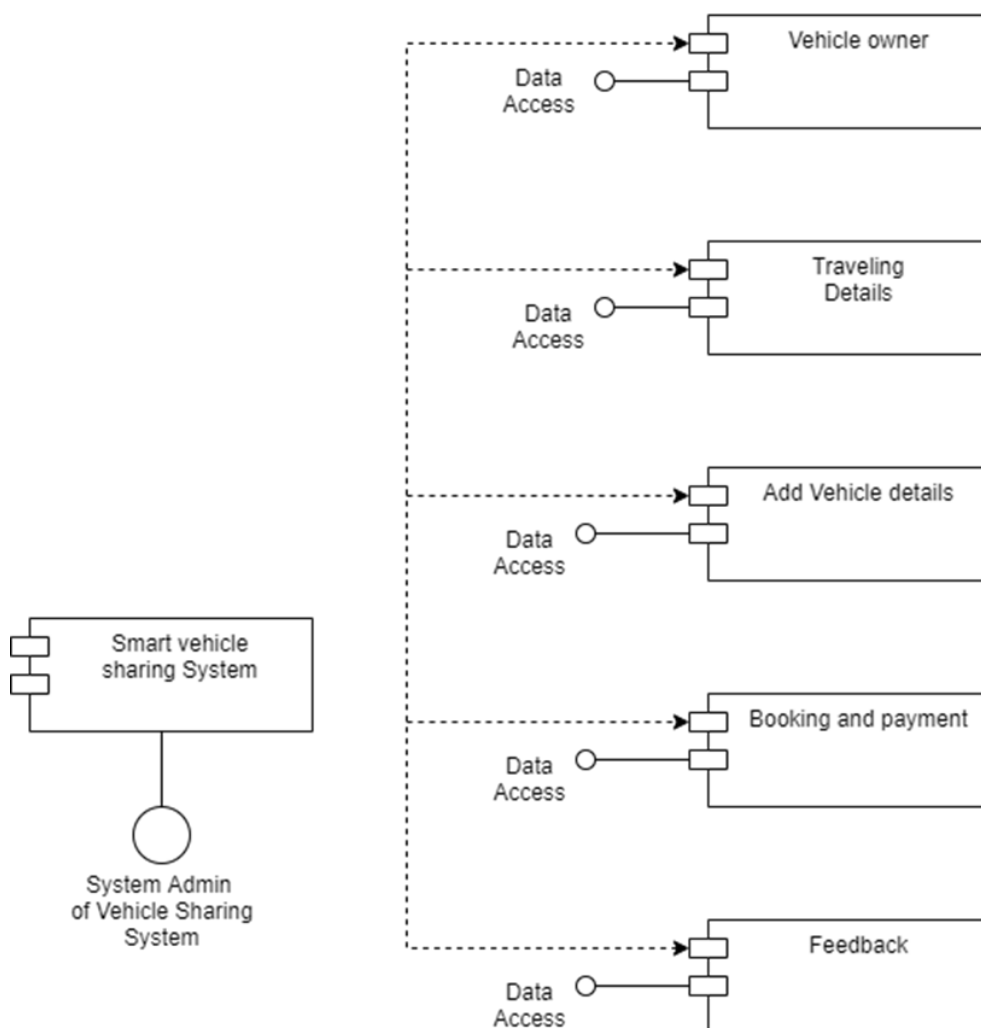 Vehicle owner
Data
Access
Traveling
Details
Data
Access
Add Vehicle details
Data
Access
Smart vehicle
sharing System
Booking and payment
Data
Access
System Admin
of Vehicle Sharing
System
Feedback
Data
Access